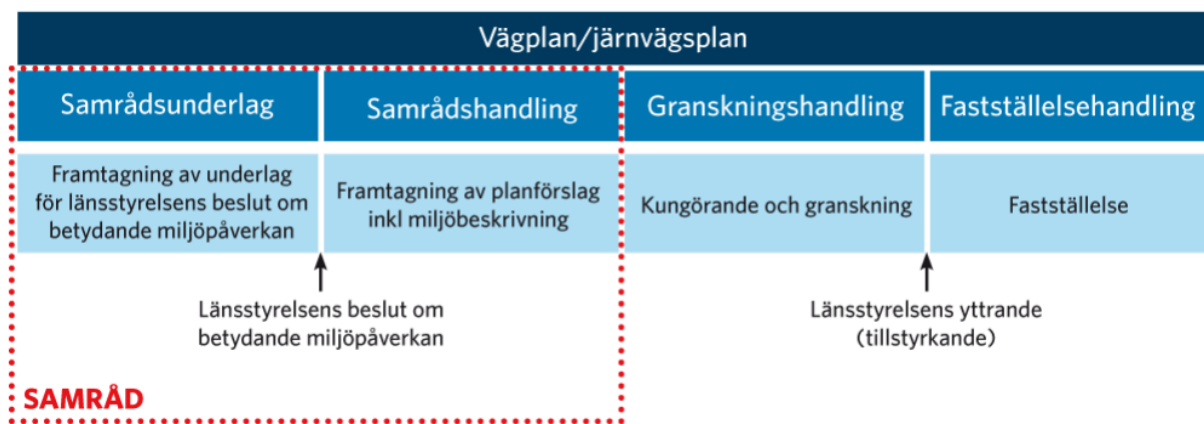 Vägplan/järnvägsplan
Samrådsunderlag
Samrådshandling
Granskningshandling
Fastställelsehandling
Framtagning av underlag
för länsstyrelsens beslut om
betydande miljöpåverkan
Framtagning av planförslag
inkl miljöbeskrivning
Kungörande och granskning
Fastställelse
Länsstyrelsens beslut om
betydande miljöpåverkan
Länsstyrelsens yttrande
(tillstyrkande)
SAMRÅD